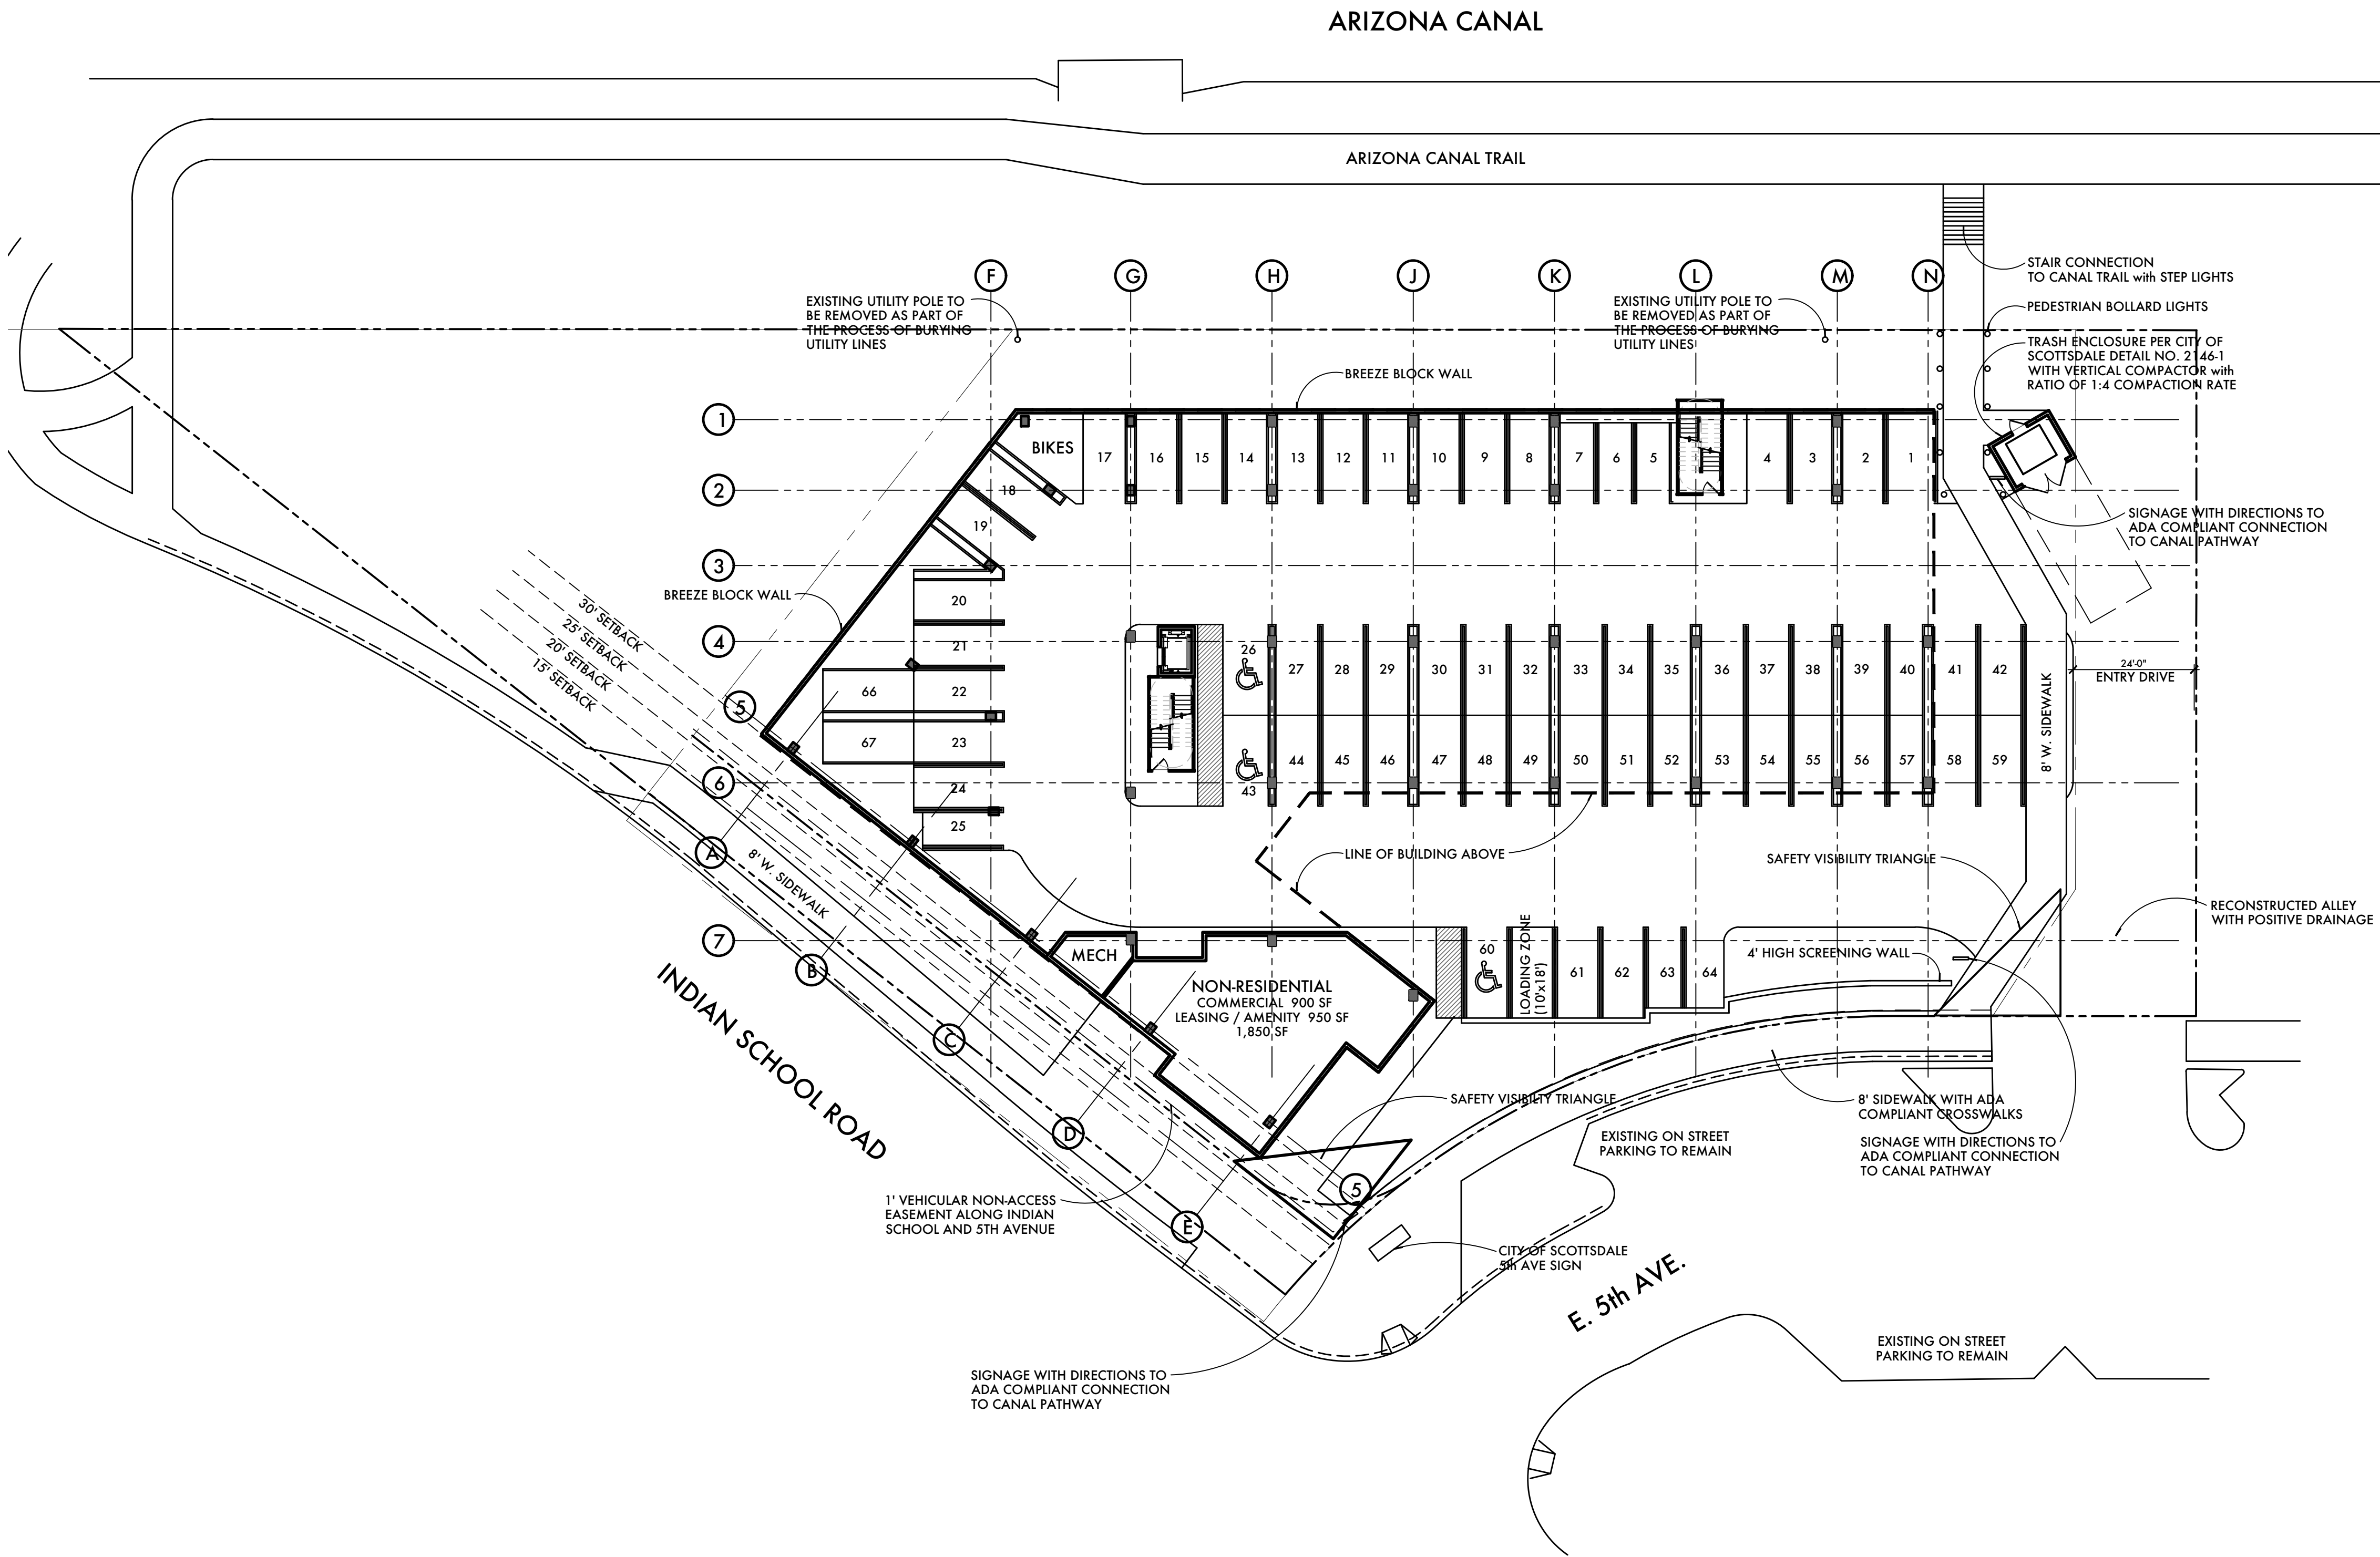 ARIZONA CANAL
ARIZONA CANAL TRAIL
F
G
H
J
K
L
M
N
STAIR CONNECTION
TO CANAL TRAIL with STEP LIGHTS
PEDESTRIAN BOLLARD LIGHTS
EXISTING UTILITY POLE TO
BE REMOVED AS PART OF
THE PROCESS OF BURYING
UTILITY LINES
EXISTING UTILITY POLE TO
BE REMOVED AS PART OF
THE PROCESS OF BURYING
UTILITY LINES
TRASH ENCLOSURE PER CITY OF
SCOTTSDALE DETAIL NO. 2146-1
WITH VERTICAL COMPACTOR with
RATIO OF 1:4 COMPACTION RATE
BREEZE BLOCK WALL
1
BIKES
17
16
15
14
13
12
11
10
9
8
7
6
5
4
3
2
1
2
18
19
SIGNAGE WITH DIRECTIONS TO
ADA COMPLIANT CONNECTION
TO CANAL PATHWAY
3
BREEZE BLOCK WALL
20
30' SETBACK
25' SETBACK
20' SETBACK
15' SETBACK
4
21
26
27
28
29
30
31
32
33
34
35
36
37
38
39
40
41
42
24'-0"
ENTRY DRIVE
8' W. SIDEWALK
66
22
5
67
23
44
45
46
47
48
49
50
51
52
53
54
55
56
57
58
59
6
24
43
25
A
8' W. SIDEWALK
LINE OF BUILDING ABOVE
SAFETY VISIBILITY TRIANGLE
RECONSTRUCTED ALLEY
WITH POSITIVE DRAINAGE
7
MECH
B
60
LOADING ZONE
(10'x18')
61
62
63
64
4' HIGH SCREENING WALL
NON-RESIDENTIAL
COMMERCIAL 900 SF
LEASING / AMENITY 950 SF
1,850 SF
INDIAN SCHOOL ROAD
C
D
E
5
SAFETY VISIBILTY TRIANGLE
8' SIDEWALK WITH ADA
COMPLIANT CROSSWALKS
EXISTING ON STREET
PARKING TO REMAIN
SIGNAGE WITH DIRECTIONS TO
ADA COMPLIANT CONNECTION
TO CANAL PATHWAY
1' VEHICULAR NON-ACCESS
EASEMENT ALONG INDIAN
SCHOOL AND 5TH AVENUE
CITY OF SCOTTSDALE
5th AVE SIGN
E. 5th AVE.
EXISTING ON STREET
PARKING TO REMAIN
SIGNAGE WITH DIRECTIONS TO
ADA COMPLIANT CONNECTION
TO CANAL PATHWAY